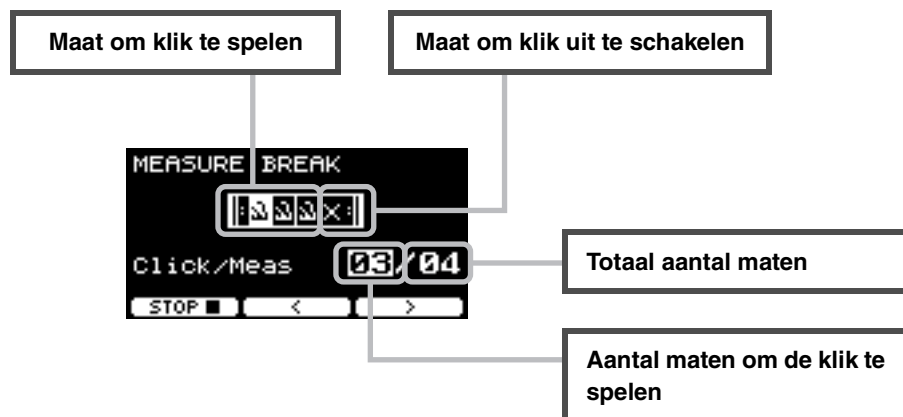 Maat om klik te spelen
Maat om klik uit te schakelen
MEASURE BREAK
Click/Meas 03/04
STOP ■ < >
Totaal aantal maten
Aantal maten om de klik te
spelen